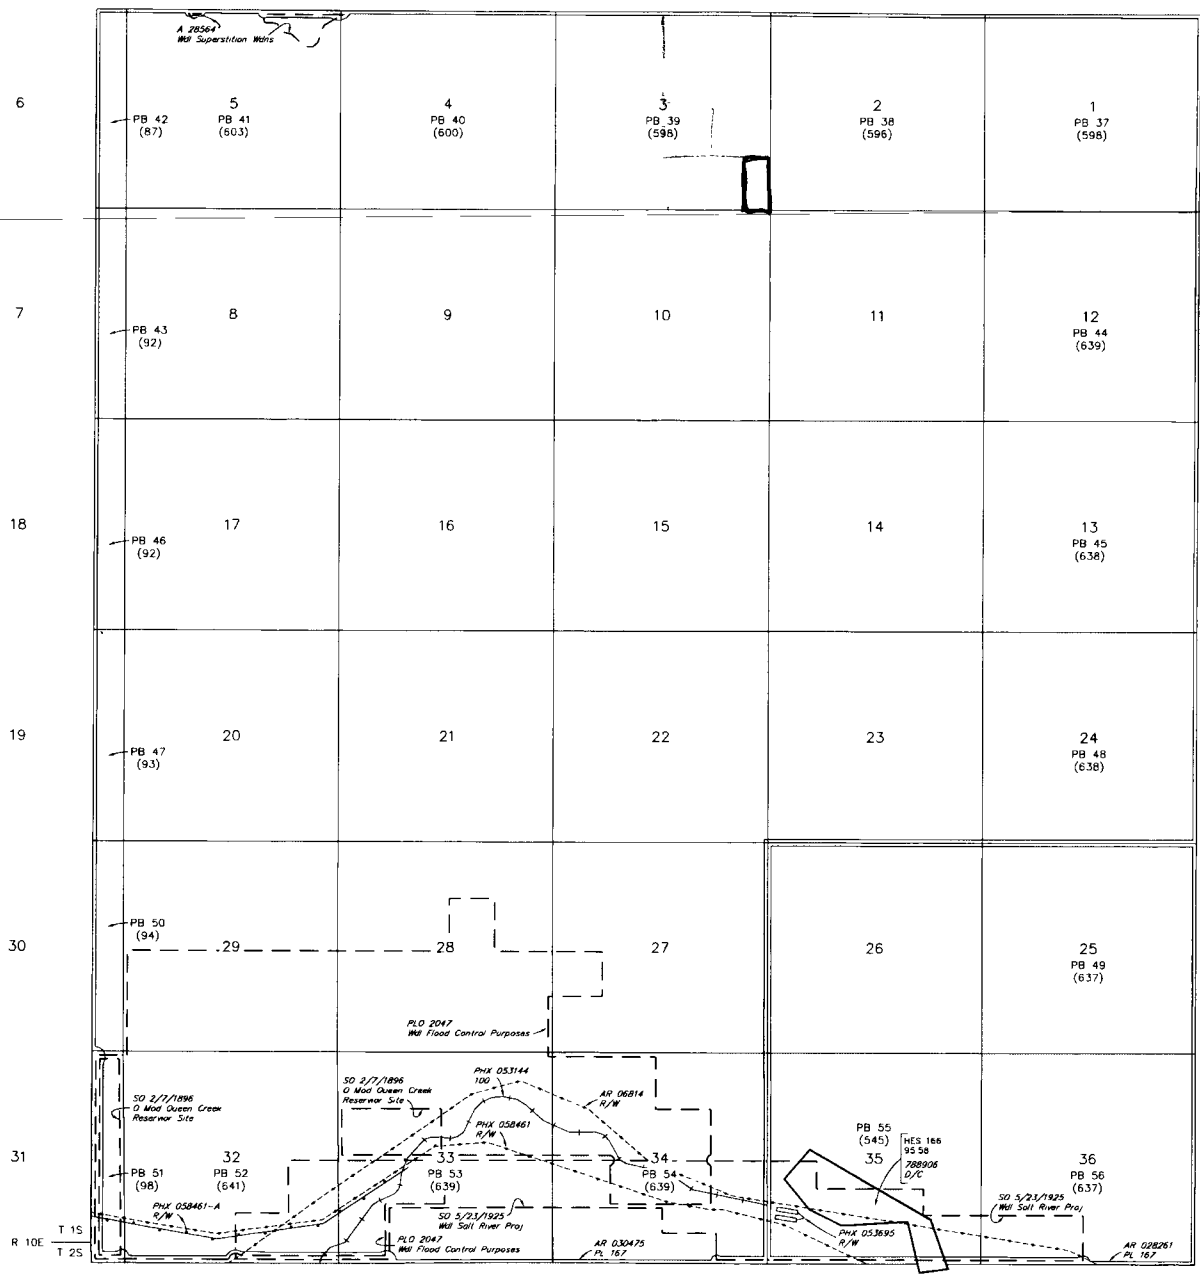 A 28564
Wdl Superstition Wdns
6
5
4
3
2
1
PB 42
(87)
PB 41
(603)
PB 40
(600)
PB 39
(598)
PB 38
(596)
PB 37
(598)
7
8
9
10
11
12
PB 43
(92)
PB 44
(639)
18
17
16
15
14
13
PB 46
(92)
PB 45
(638)
19
20
21
22
23
24
PB 47
(93)
PB 48
(638)
30
29
28
27
26
25
PB 50
(94)
PB 49
(637)
PLO 2047
Wdl Flood Control Purposes
SO 2/7/1896
O Mod Queen Creek
Reservoir Site
SO 2/7/1896
O Mod Queen Creek
Reservoir Site
PHX 053144
100
AR 06814
R/W
PHX 058461
R/W
PB 55
(545)
35
HES 166
95 58
788906
O/C
31
32
33
34
36
PB 51
(98)
PB 52
(641)
PB 53
(639)
PB 54
(639)
PB 56
(637)
PHX 058461-A
R/W
SO 5/23/1925
Wdl Salt River Proj
SO 5/23/1925
Wdl Salt River Proj
PHX 053695
R/W
PLO 2047
Wdl Flood Control Purposes
AR 030475
PL 167
AR 028261
PL 167
T 1S
R 10E
T 2S